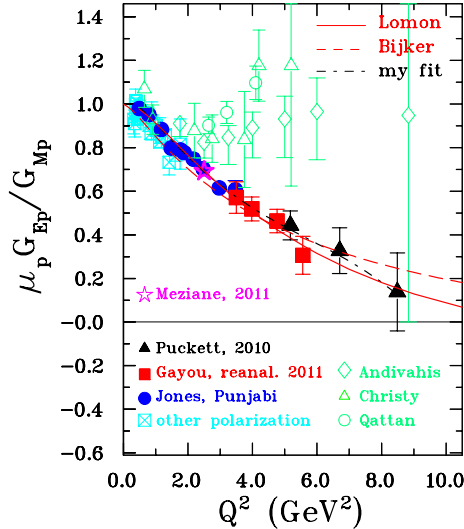 1.4
1.2
1.0
0.8
0.6
0.4
0.2
-0.0
-0.2
-0.4
-0.6
μpGEp/GMp
Lomon
Bijker
my fit
Meziane, 2011
Puckett, 2010
Gayou, reanal. 2011
Jones, Punjabi
other polarization
Andivahis
Christy
Qattan
0.0 2.0 4.0 6.0 8.0 10.0
Q² (GeV²)